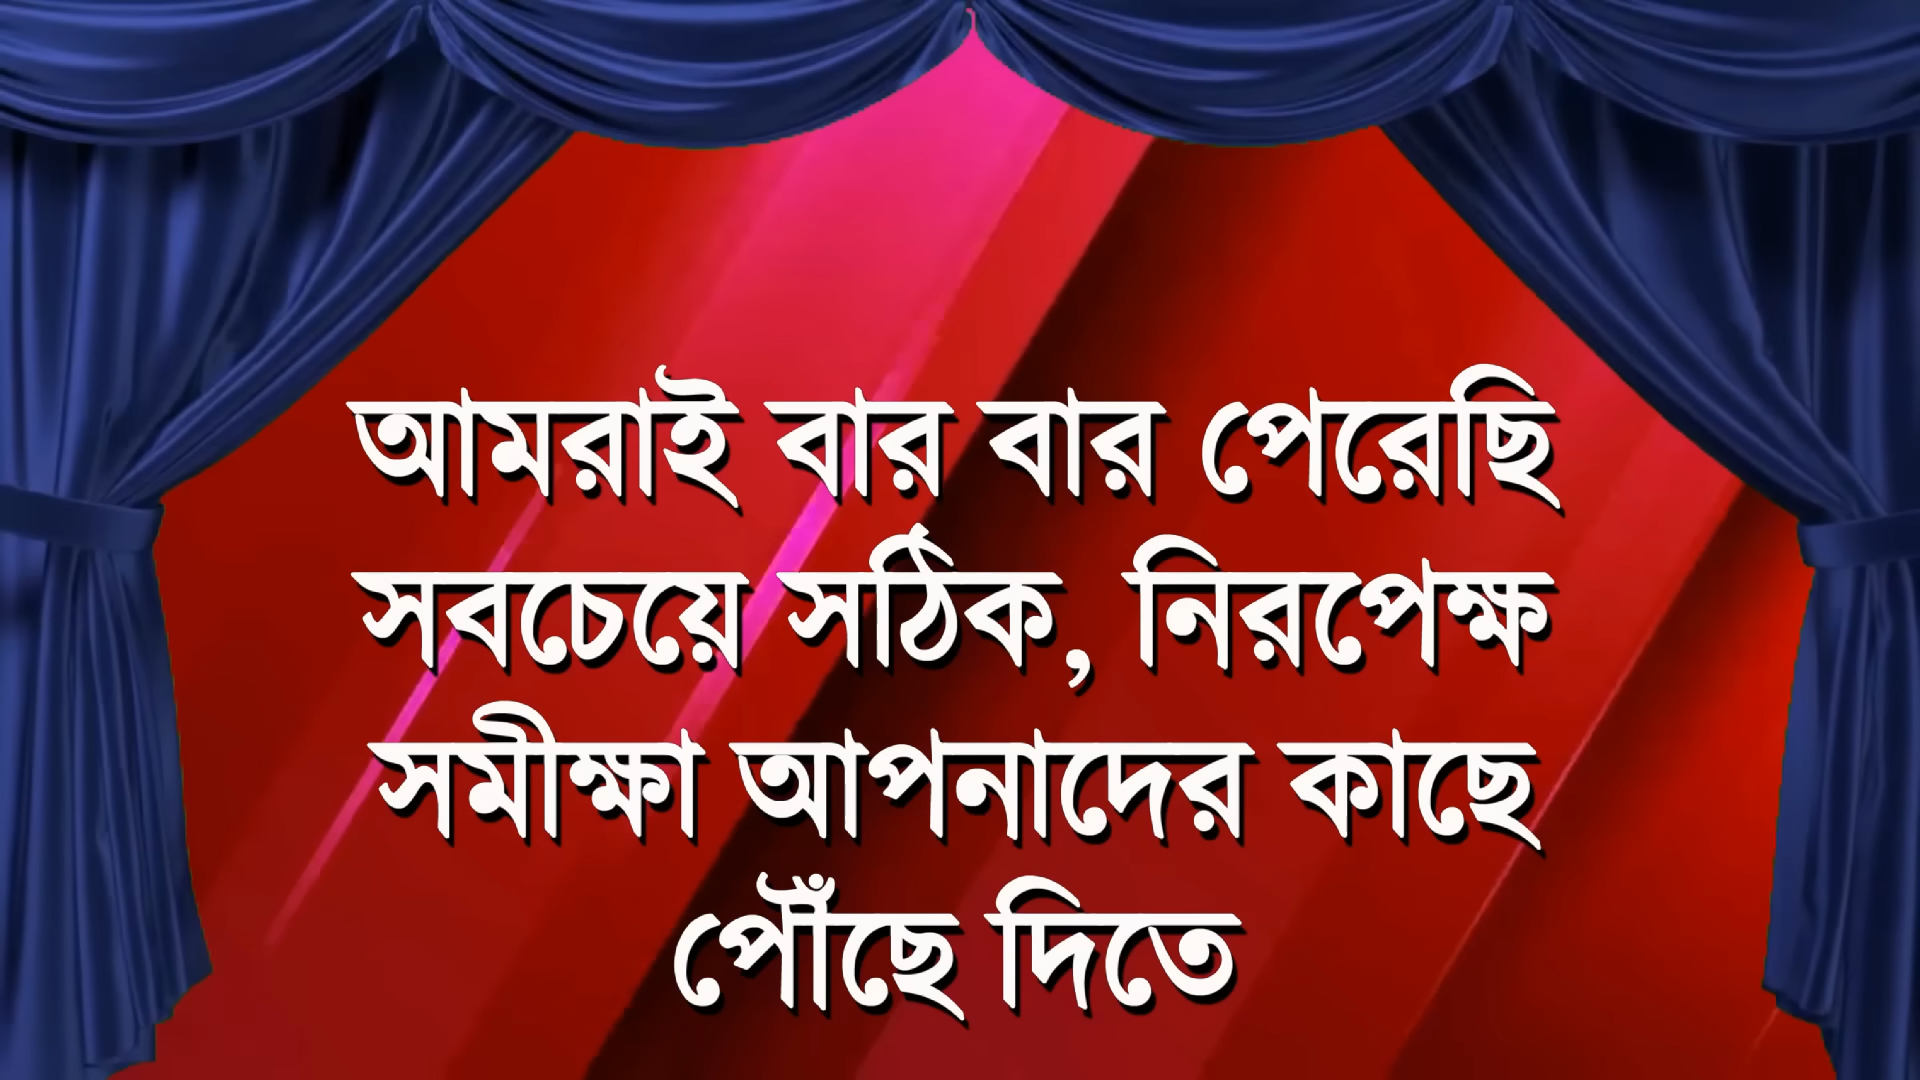 আমরাই বার বার পেরেছি
সবচেয়ে সঠিক, নিরপেক্ষ
সমীক্ষা আপনাদের কাছে
পৌঁছে দিতে